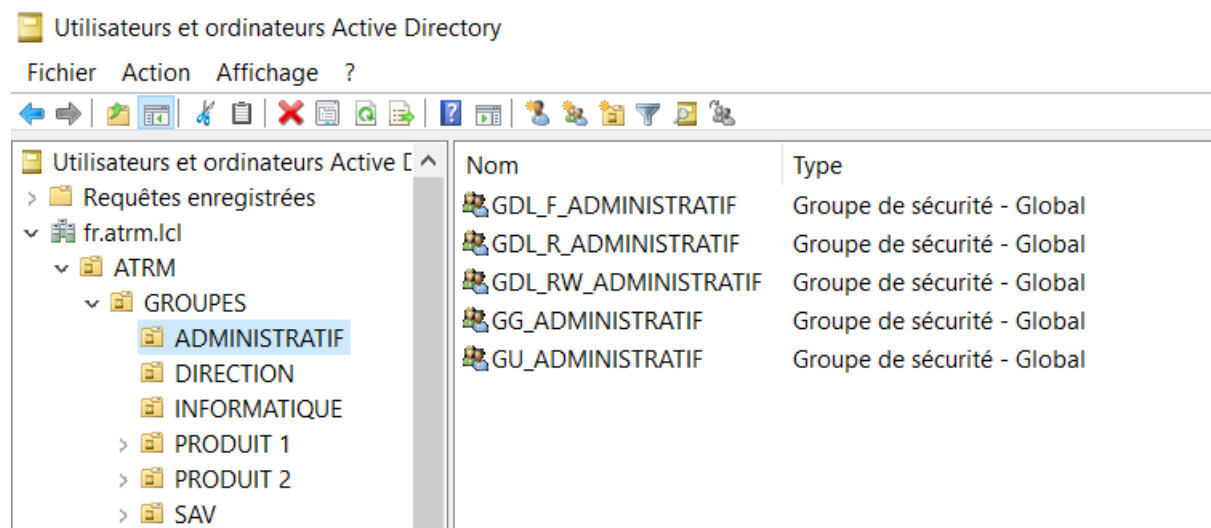 Utilisateurs et ordinateurs Active Directory
Fichier Action Affichage ?
Utilisateurs et ordinateurs Active D
Requêtes enregistrées
fr.atrm.lcl
ATRM
GROUPES
ADMINISTRATIF
DIRECTION
INFORMATIQUE
PRODUIT 1
PRODUIT 2
SAV
Nom Type
GDL_F_ADMINISTRATIF Groupe de sécurité - Global
GDL_R_ADMINISTRATIF Groupe de sécurité - Global
GDL_RW_ADMINISTRATIF Groupe de sécurité - Global
GG_ADMINISTRATIF Groupe de sécurité - Global
GU_ADMINISTRATIF Groupe de sécurité - Global